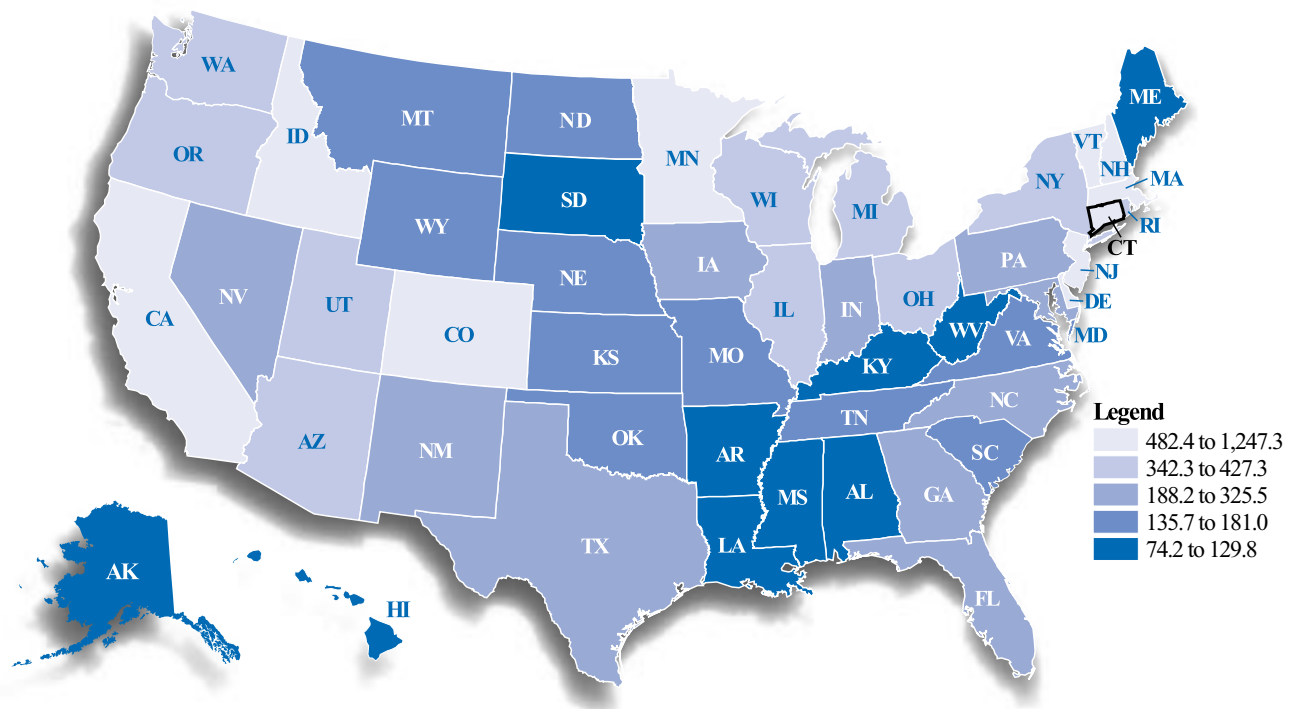 WA
MT
ND
MN
ID
OR
WY
SD
WI
MI
NY
VT
NH
ME
MA
RI
CT
NV
UT
CO
NE
IA
IL
IN
OH
PA
NJ
DE
MD
CA
KS
MO
KY
WV
VA
AZ
NM
OK
AR
TN
NC
SC
TX
LA
MS
AL
GA
FL
AK
HI
Legend
482.4 to 1,247.3
342.3 to 427.3
188.2 to 325.5
135.7 to 181.0
74.2 to 129.8